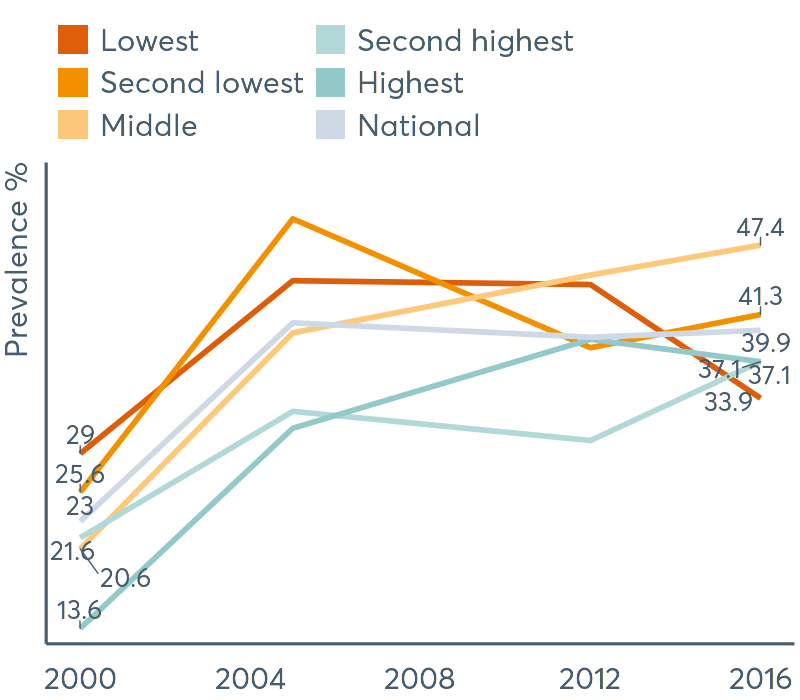 Lowest
Second highest
Second lowest
Highest
Middle
National
Prevalence %
47.4
41.3
39.9
37.1
37.1
33.9
29
25.6
23
21.6
20.6
13.6
2000
2004
2008
2012
2016